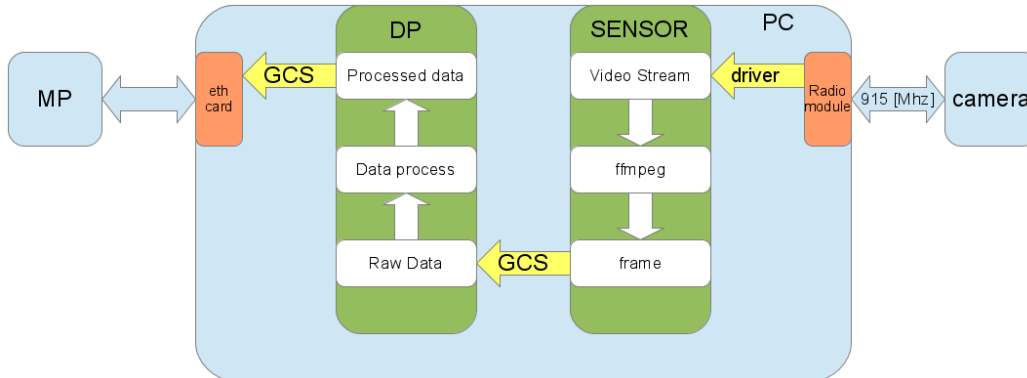 DP
SENSOR
PC
MP
eth
card
GCS
Processed data
Video Stream
driver
Radio
module
915 [Mhz]
camera
Data process
ffmpeg
Raw Data
GCS
frame